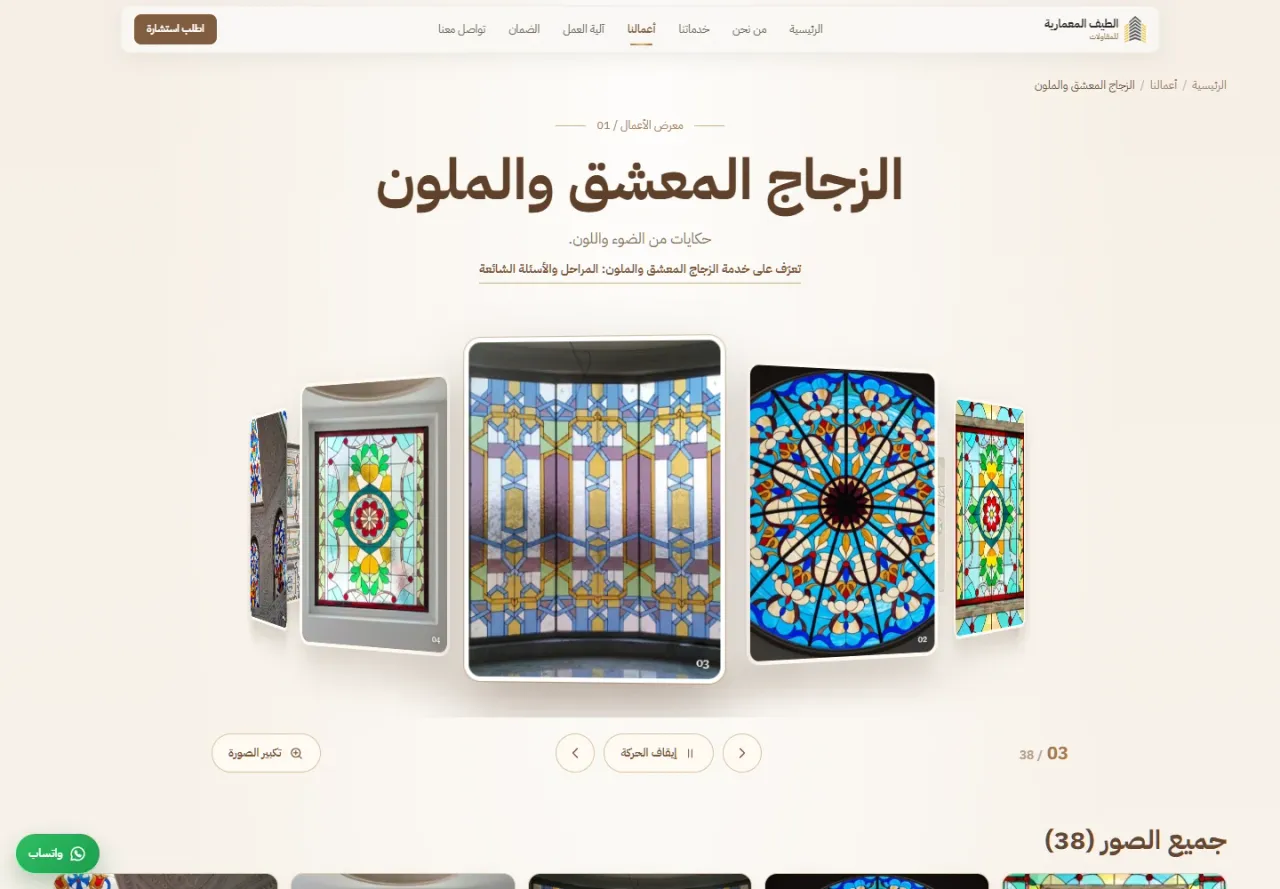 الطيف المعمارية
للمقاولات
الرئيسية
من نحن
خدماتنا
أعمالنا
آلية العمل
الضمان
تواصل معنا
اطلب استشارة
الرئيسية / أعمالنا / الزجاج المعشق والملون
معرض الأعمال / 01
الزجاج المعشق والملون
حكايات من الضوء واللون.
تعرّف على خدمة الزجاج المعشق والملون: المراحل والأسئلة الشائعة
02
03
04
03 / 38
إيقاف الحركة
تكبير الصورة
جميع الصور (38)
واتساب